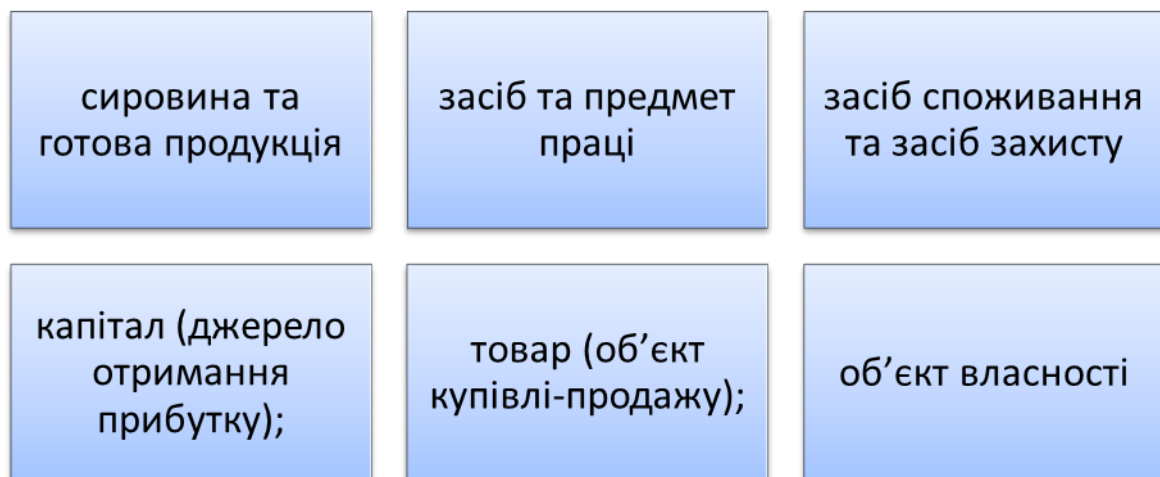 сировина та
готова продукція
засіб та предмет
праці
засіб споживання
та засіб захисту
капітал (джерело
отримання
прибутку);
товар (об’єкт
купівлі-продажу);
об’єкт власності